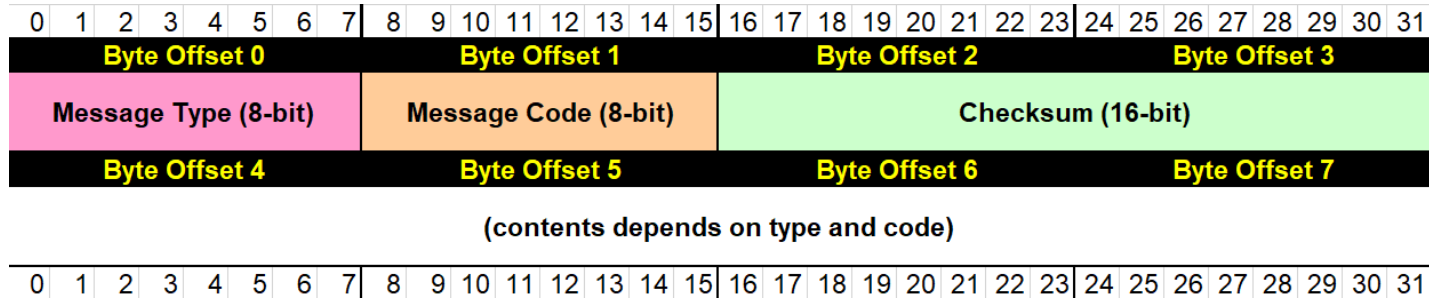 0 1 2 3 4 5 6 7 8 9 10 11 12 13 14 15 16 17 18 19 20 21 22 23 24 25 26 27 28 29 30 31
Byte Offset 0 Byte Offset 1 Byte Offset 2 Byte Offset 3
Message Type (8-bit) Message Code (8-bit) Checksum (16-bit)
Byte Offset 4 Byte Offset 5 Byte Offset 6 Byte Offset 7
(contents depends on type and code)
0 1 2 3 4 5 6 7 8 9 10 11 12 13 14 15 16 17 18 19 20 21 22 23 24 25 26 27 28 29 30 31